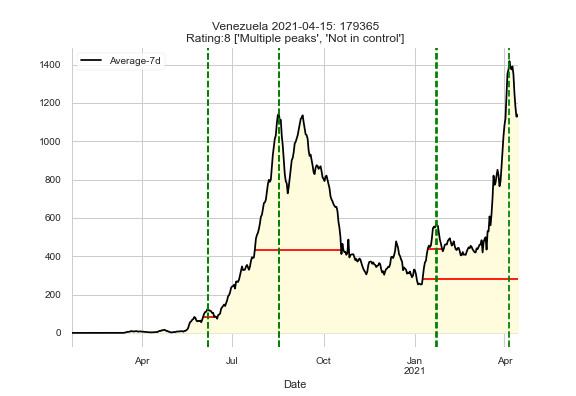 Venezuela 2021-04-15: 179365
Rating:8 ['Multiple peaks', 'Not in control']
Average-7d
1400
1200
1000
800
600
400
200
0
Apr
Jul
Oct
Jan
2021
Apr
Date